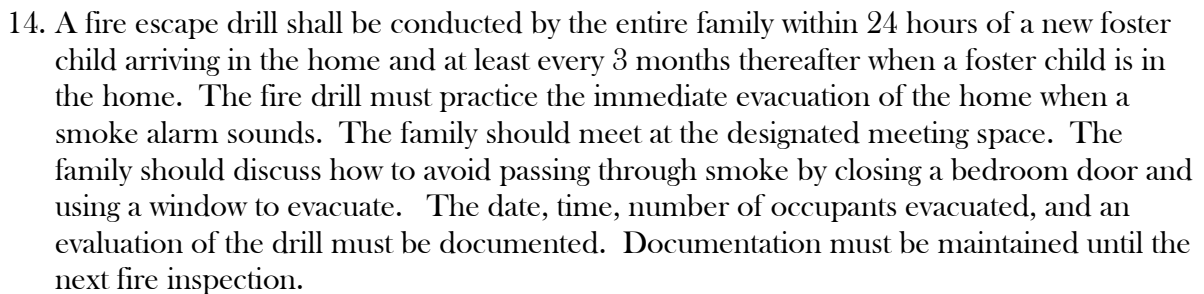 14. A fire escape drill shall be conducted by the entire family within 24 hours of a new foster
child arriving in the home and at least every 3 months thereafter when a foster child is in
the home.  The fire drill must practice the immediate evacuation of the home when a
smoke alarm sounds.  The family should meet at the designated meeting space.  The
family should discuss how to avoid passing through smoke by closing a bedroom door and
using a window to evacuate.   The date, time, number of occupants evacuated, and an
evaluation of the drill must be documented.  Documentation must be maintained until the
next fire inspection.